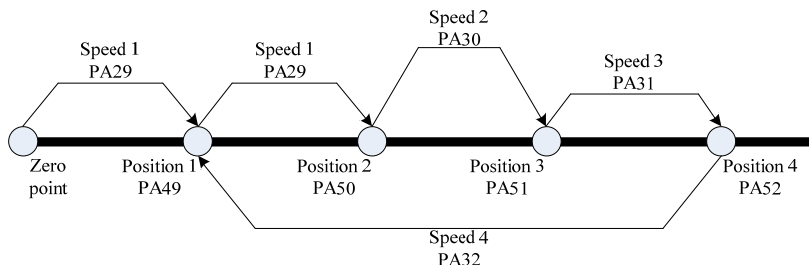 Speed 1
PA29
Speed 1
PA29
Speed 2
PA30
Speed 3
PA31
Zero
point
Position 1
PA49
Position 2
PA50
Position 3
PA51
Position 4
PA52
Speed 4
PA32